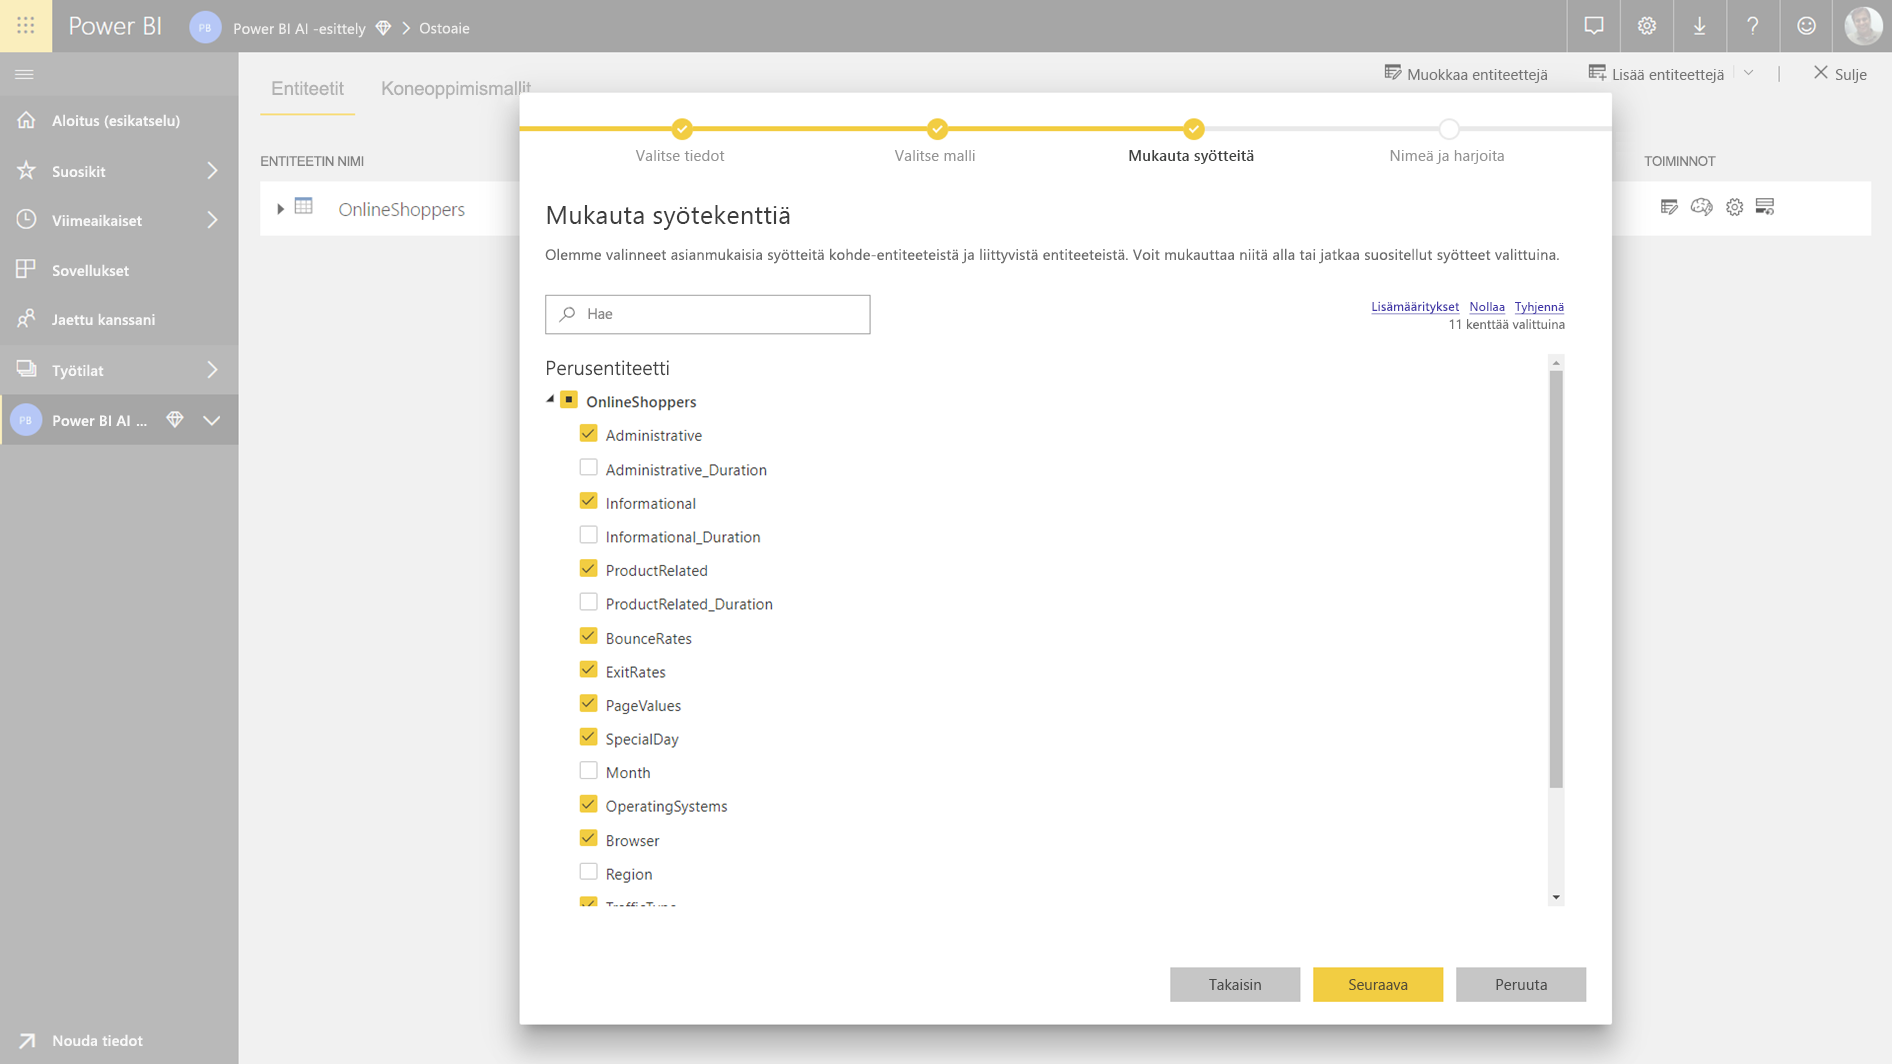 Power BI
PB
Power BI AI -esittely
Ostoaie
Aloitus (esikatselu)
Suosikit
Viimeaikaiset
Sovellukset
Jaettu kanssani
Työtilat
PB
Power BI AI ...
Nouda tiedot
Entiteetit
Koneoppimismallit
Muokkaa entiteettejä
Lisää entiteettejä
Sulje
ENTITEETIN NIMI
TOIMINNOT
OnlineShoppers
Valitse tiedot
Valitse malli
Mukauta syötteitä
Nimeä ja harjoita
Mukauta syötekenttiä
Olemme valinneet asianmukaisia syötteitä kohde-entiteeteistä ja liittyvistä entiteeteistä. Voit mukauttaa niitä alla tai jatkaa suositellut syötteet valittuina.
Hae
Lisämääritykset Nollaa Tyhjennä
11 kenttää valittuina
Perusentiteetti
OnlineShoppers
Administrative
Administrative_Duration
Informational
Informational_Duration
ProductRelated
ProductRelated_Duration
BounceRates
ExitRates
PageValues
SpecialDay
Month
OperatingSystems
Browser
Region
TrafficType
Takaisin
Seuraava
Peruuta